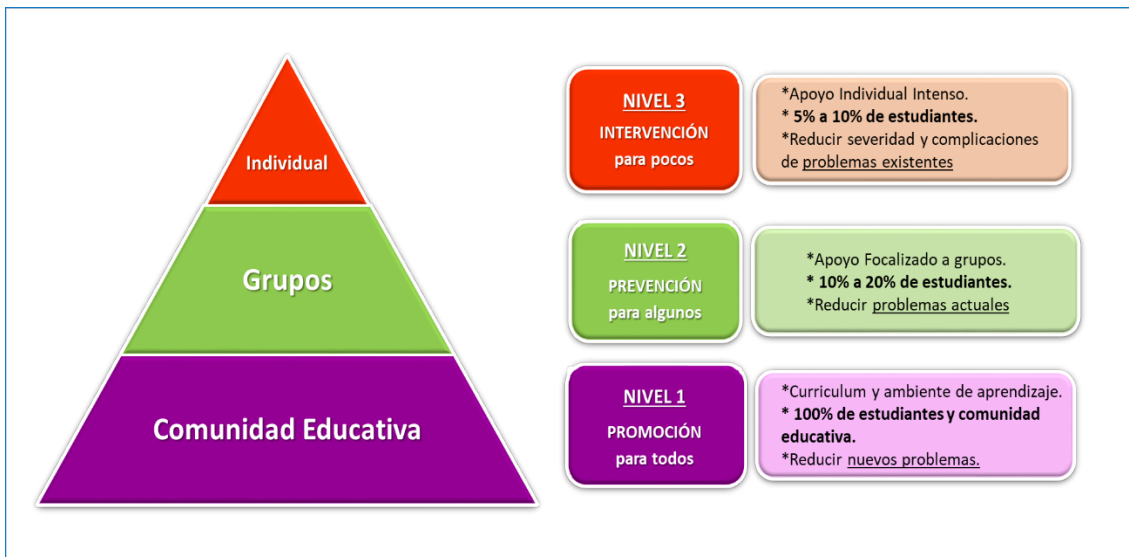 Individual
Grupos
Comunidad Educativa
NIVEL 3
INTERVENCIÓN
para pocos
*Apoyo Individual Intenso.
* 5% a 10% de estudiantes.
*Reducir severidad y complicaciones
de problemas existentes
NIVEL 2
PREVENCIÓN
para algunos
*Apoyo Focalizado a grupos.
* 10% a 20% de estudiantes.
*Reducir problemas actuales
NIVEL 1
PROMOCIÓN
para todos
*Curriculum y ambiente de aprendizaje.
* 100% de estudiantes y comunidad
educativa.
*Reducir nuevos problemas.